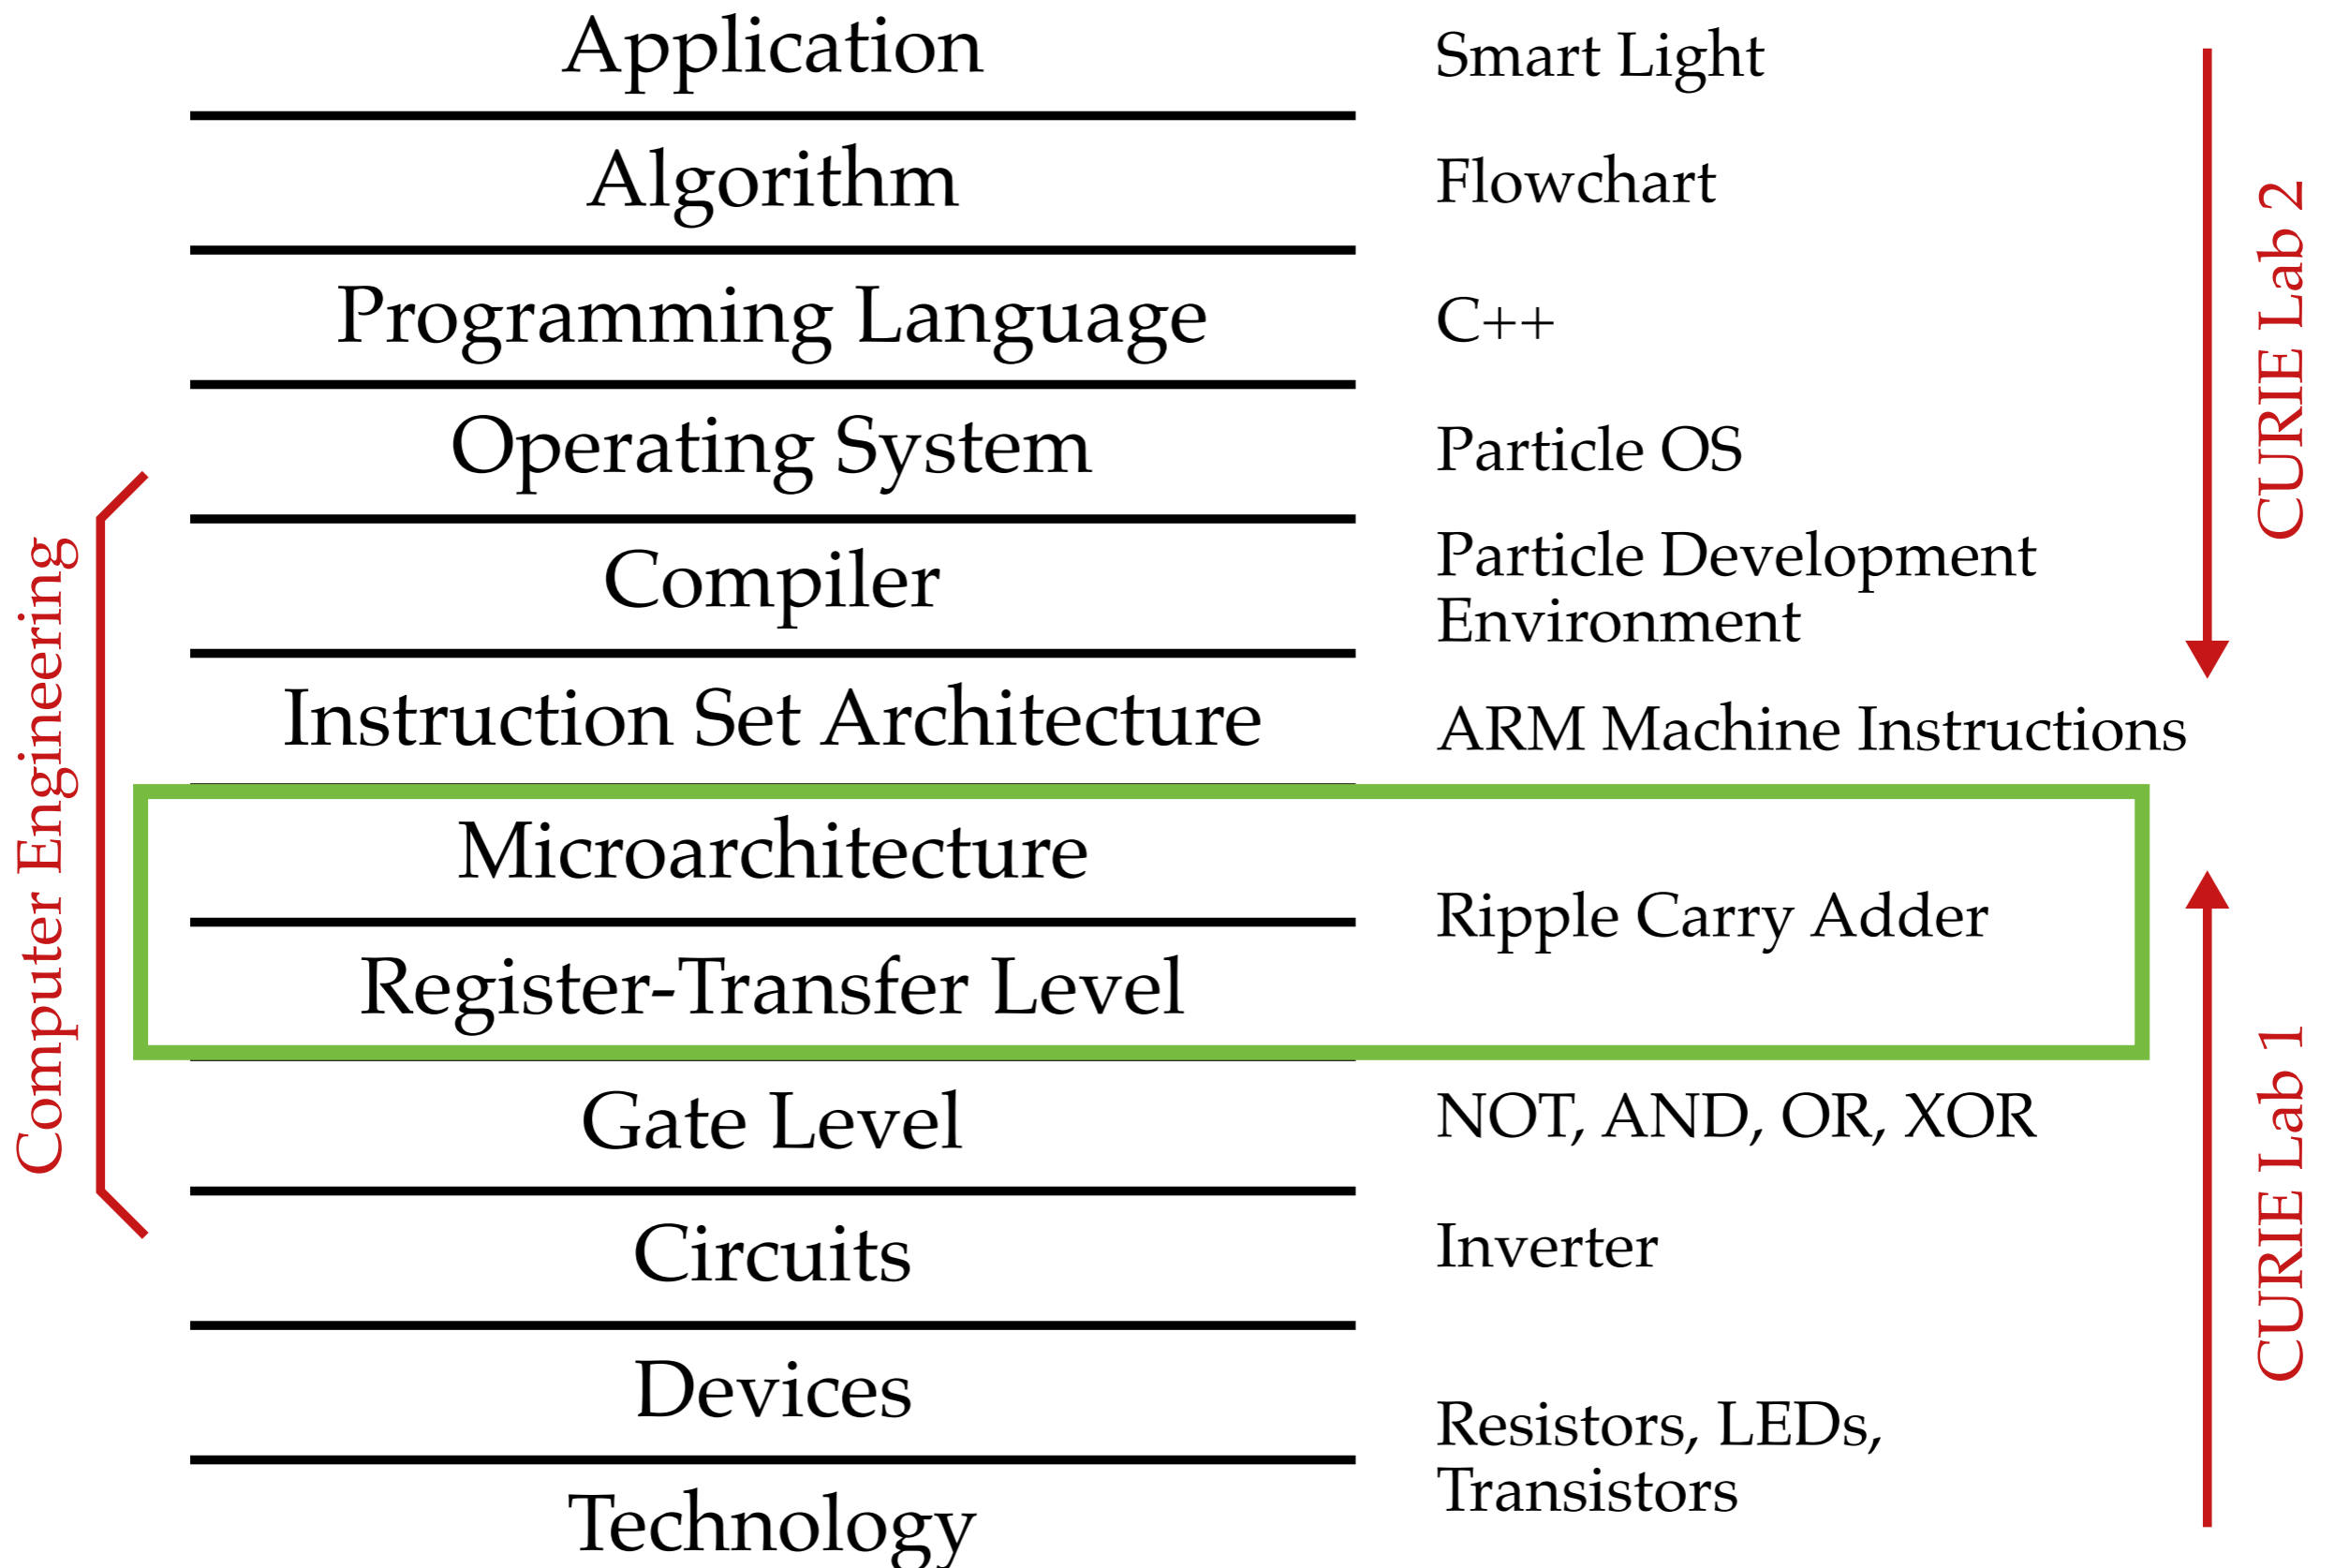 Application
Smart Light
Algorithm
Flowchart
Programming Language
C++
Operating System
Particle OS
Compiler
Particle Development
Environment
Instruction Set Architecture
ARM Machine Instructions
Microarchitecture
Ripple Carry Adder
Register-Transfer Level
Gate Level
NOT, AND, OR, XOR
Circuits
Inverter
Devices
Resistors, LEDs,
Transistors
Technology
Computer Engineering
CURIE Lab 2
CURIE Lab 1